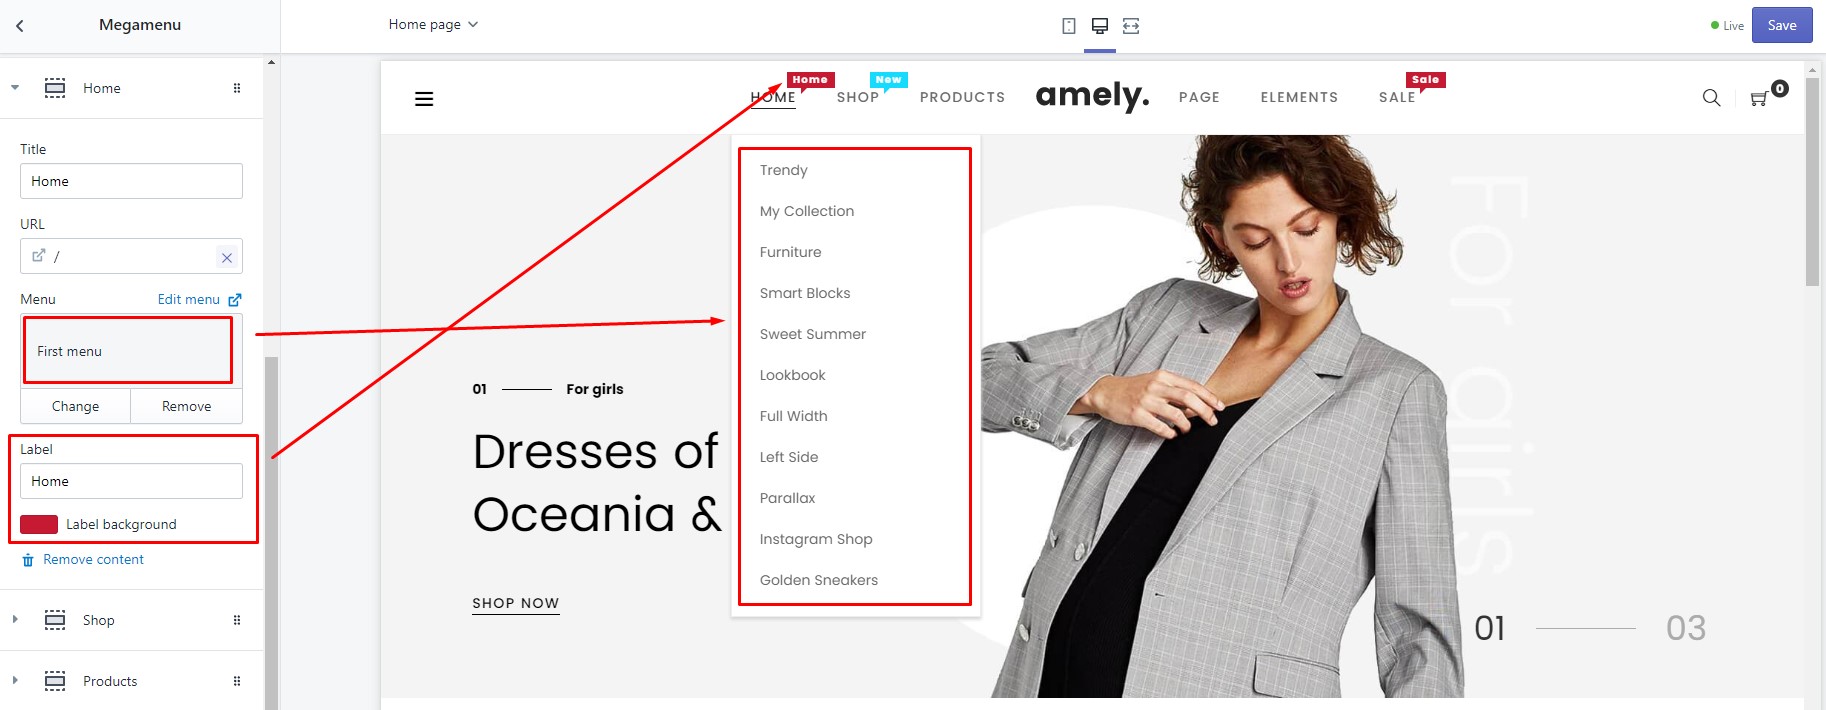 Megamenu
Home page
Live
Save
Home
Title
Home
URL
/
Menu
Edit menu
First menu
Change
Remove
Label
Home
Label background
Remove content
Shop
Products
Home
New
Sale
HOME
SHOP
PRODUCTS
amely.
PAGE
ELEMENTS
SALE
0
Trendy
My Collection
Furniture
Smart Blocks
Sweet Summer
Lookbook
Full Width
Left Side
Parallax
Instagram Shop
Golden Sneakers
01
For girls
Dresses of
Oceania &
SHOP NOW
For girls
01
03